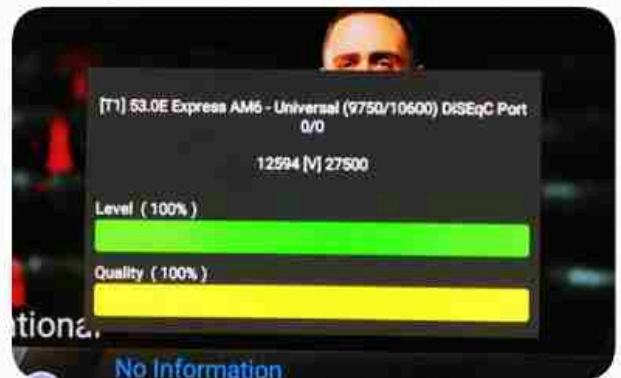 [T1] 53.0E Express AM6 - Universal (9750/10600) DiSEqC Port
0/0
12594 [V] 27500
Level ( 100% )
Quality ( 100% )
No Information